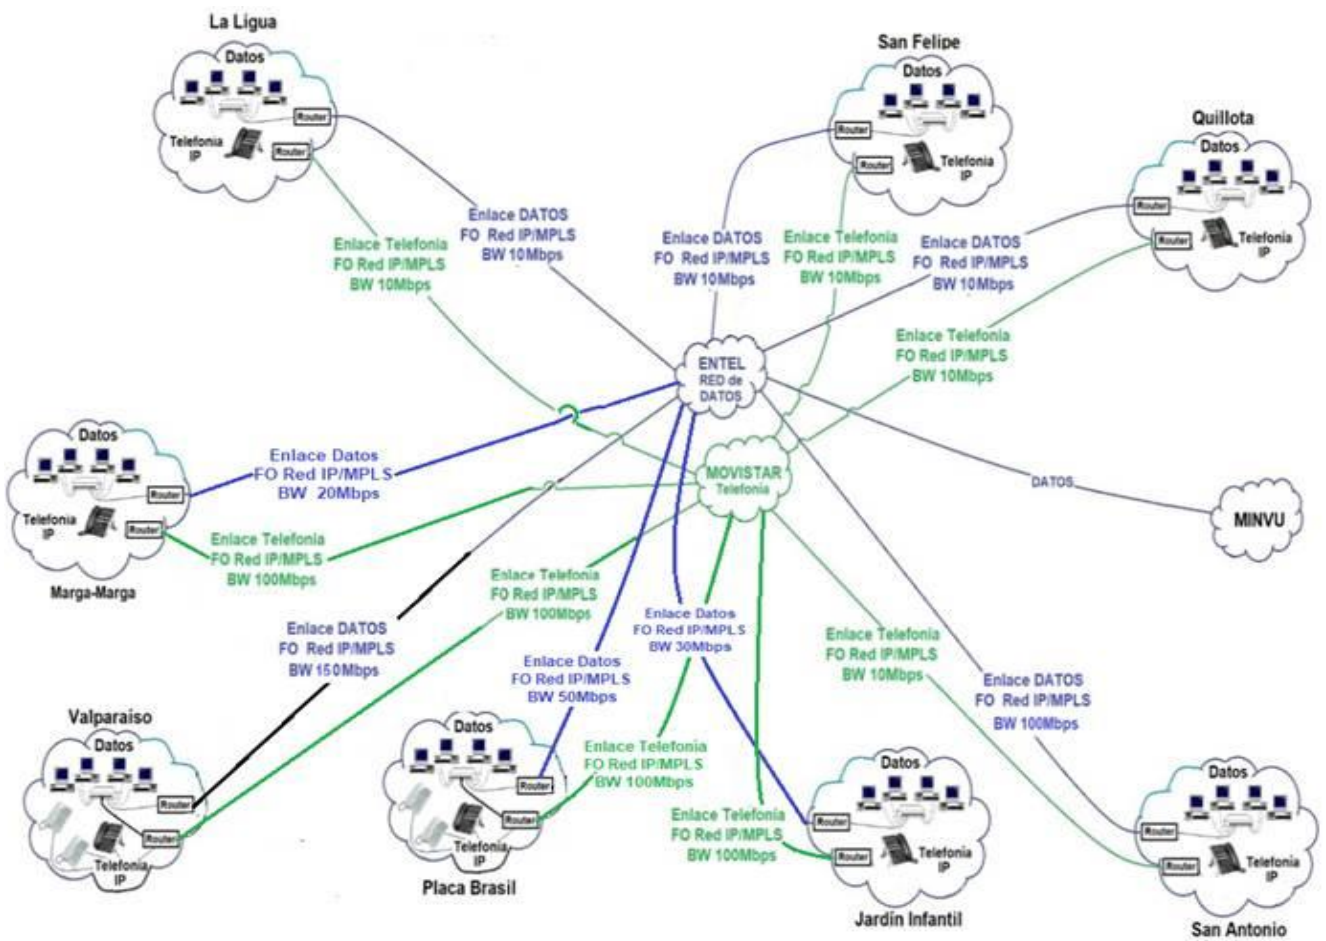 La Ligua
Datos
Router
Telefonia
IP
Router
San Felipe
Datos
Router
Router
Telefonia
IP
Quillota
Datos
Router
Router
Telefonia
IP
Enlace DATOS
FO Red IP/MPLS
BW 10Mbps
Enlace Telefonia
FO Red IP/MPLS
BW 10Mbps
Enlace DATOS
FO Red IP/MPLS
BW 10Mbps
Enlace Telefonia
FO Red IP/MPLS
BW 10Mbps
Enlace DATOS
FO Red IP/MPLS
BW 10Mbps
Enlace Telefonia
FO Red IP/MPLS
BW 10Mbps
ENTEL
RED de
DATOS
MOVISTAR
Telefonia
DATOS
MINVU
Datos
Router
Telefonia
IP
Router
Marga-Marga
Enlace Datos
FO Red IP/MPLS
BW 20Mbps
Enlace Telefonia
FO Red IP/MPLS
BW 100Mbps
Enlace Telefonia
FO Red IP/MPLS
BW 100Mbps
Enlace DATOS
FO Red IP/MPLS
BW 150Mbps
Enlace Datos
FO Red IP/MPLS
BW 30Mbps
Enlace Datos
FO Red IP/MPLS
BW 50Mbps
Enlace Telefonia
FO Red IP/MPLS
BW 10Mbps
Enlace DATOS
FO Red IP/MPLS
BW 100Mbps
Enlace Telefonia
FO Red IP/MPLS
BW 100Mbps
Enlace Telefonia
FO Red IP/MPLS
BW 100Mbps
Valparaiso
Datos
Router
Router
Telefonia
IP
Datos
Router
Router
Telefonia
IP
Placa Brasil
Datos
Router
Router
Telefonia
IP
Jardín Infantil
Datos
Router
Router
Telefonia
IP
San Antonio